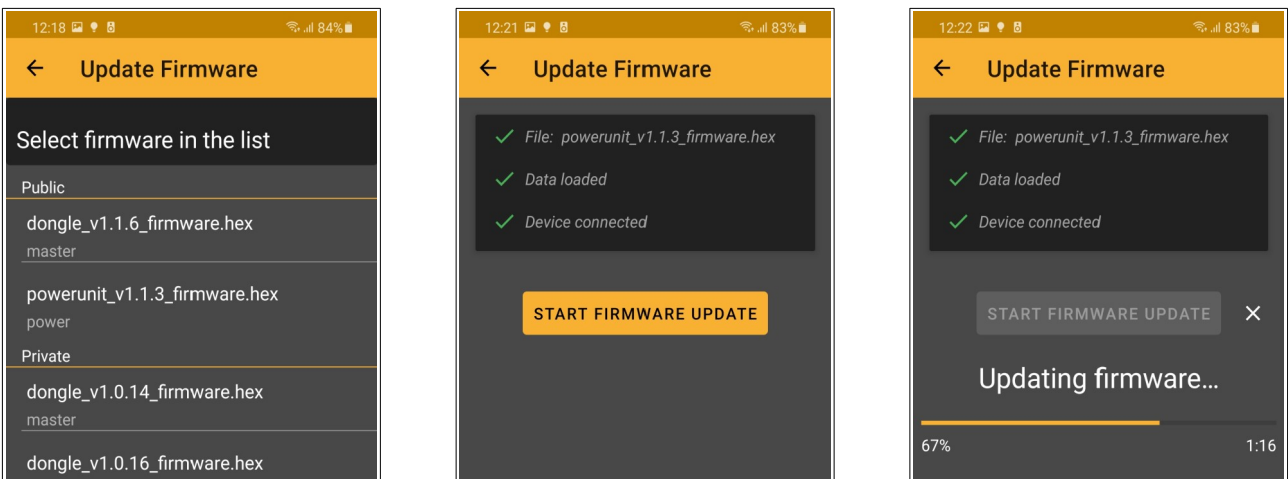 12:18 84%
Update Firmware
Select firmware in the list
Public
dongle_v1.1.6_firmware.hex
master
powerunit_v1.1.3_firmware.hex
power
Private
dongle_v1.0.14_firmware.hex
master
dongle_v1.0.16_firmware.hex
12:21 83%
Update Firmware
File: powerunit_v1.1.3_firmware.hex
Data loaded
Device connected
START FIRMWARE UPDATE
12:22 83%
Update Firmware
File: powerunit_v1.1.3_firmware.hex
Data loaded
Device connected
START FIRMWARE UPDATE
Updating firmware...
67% 1:16